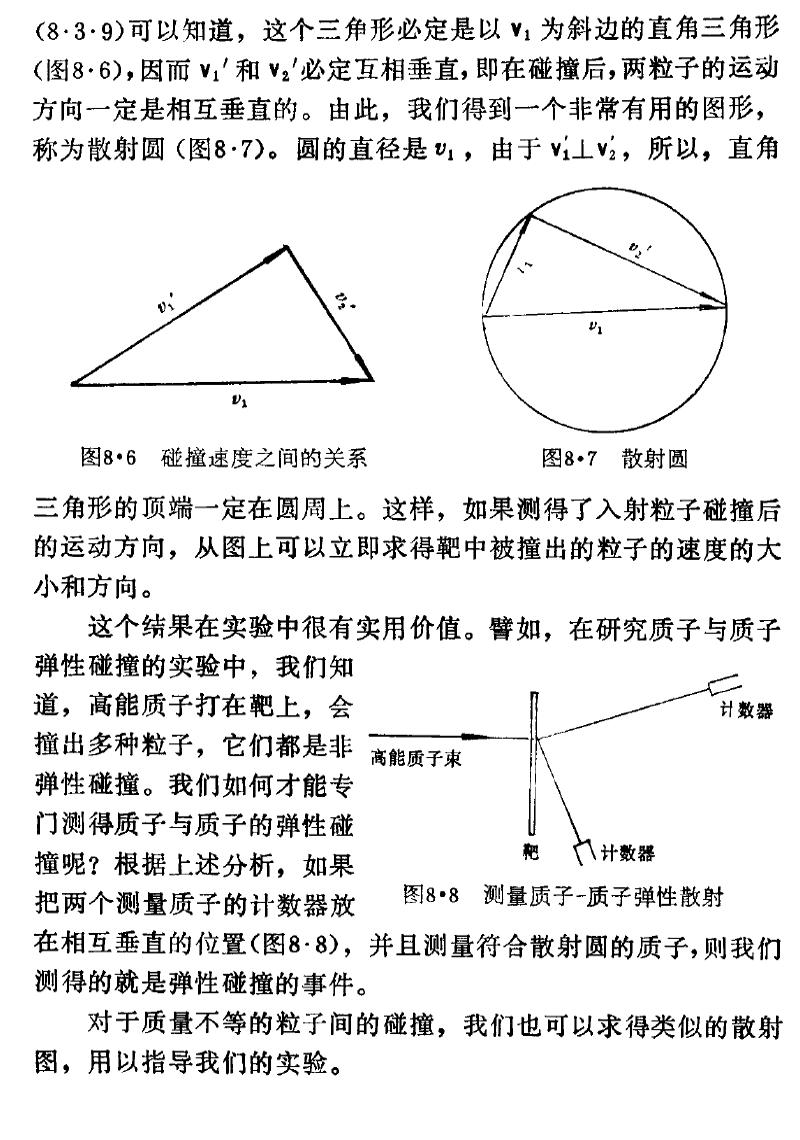 (8·3·9)可以知道，这个三角形必定是以 v₁ 为斜边的直角三角形
(图8·6)，因而 v₁′ 和 v₂′必定互相垂直，即在碰撞后，两粒子的运动
方向一定是相互垂直的。由此，我们得到一个非常有用的图形，
称为散射圆（图8·7）。圆的直径是 v₁ ，由于 v₁′⊥v₂′，所以，直角
v₁′
v₂′
v₁
图8·6 碰撞速度之间的关系
v₂′
v₁
图8·7 散射圆
三角形的顶端一定在圆周上。这样，如果测得了入射粒子碰撞后
的运动方向，从图上可以立即求得靶中被撞出的粒子的速度的大
小和方向。
这个结果在实验中很有实用价值。譬如，在研究质子与质子
弹性碰撞的实验中，我们知
道，高能质子打在靶上，会
撞出多种粒子，它们都是非
弹性碰撞。我们如何才能专
门测得质子与质子的弹性碰
撞呢？根据上述分析，如果
把两个测量质子的计数器放
计数器
高能质子束
靶
计数器
图8·8 测量质子-质子弹性散射
在相互垂直的位置(图8·8)，并且测量符合散射圆的质子，则我们
测得的就是弹性碰撞的事件。
对于质量不等的粒子间的碰撞，我们也可以求得类似的散射
图，用以指导我们的实验。